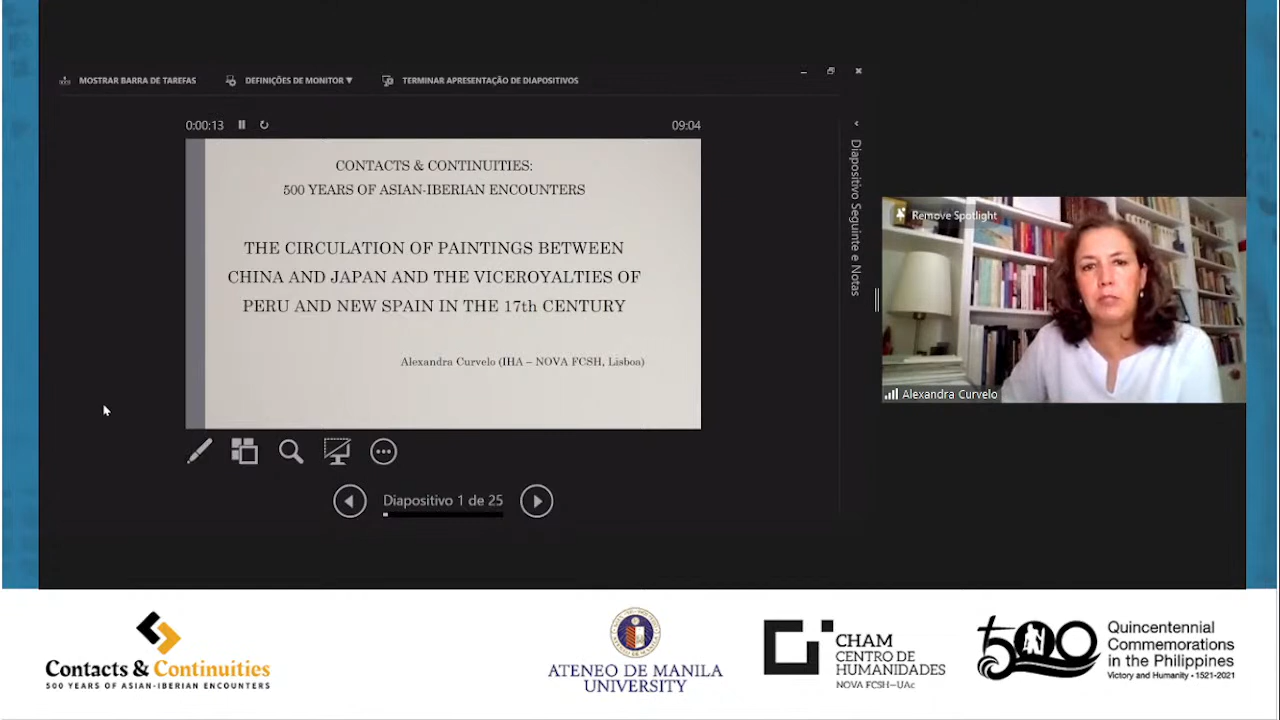 MOSTRAR BARRA DE TAREFAS
DEFINIÇÕES DE MONITOR ▼
TERMINAR APRESENTAÇÃO DE DIAPOSITIVOS
0:00:13
09:04
CONTACTS & CONTINUITIES:
500 YEARS OF ASIAN-IBERIAN ENCOUNTERS
THE CIRCULATION OF PAINTINGS BETWEEN
CHINA AND JAPAN AND THE VICEROYALTIES OF
PERU AND NEW SPAIN IN THE 17th CENTURY
Alexandra Curvelo (IHA – NOVA FCSH, Lisboa)
Diapositivo 1 de 25
Diapositivo Seguinte e Notas
Remove Spotlight
Alexandra Curvelo
Contacts & Continuities
500 YEARS OF ASIAN-IBERIAN ENCOUNTERS
ATENEO DE MANILA
UNIVERSITY
CHAM
CENTRO DE
HUMANIDADES
NOVA FCSH—UAc
500
Quincentennial
Commemorations
in the Philippines
Victory and Humanity • 1521-2021